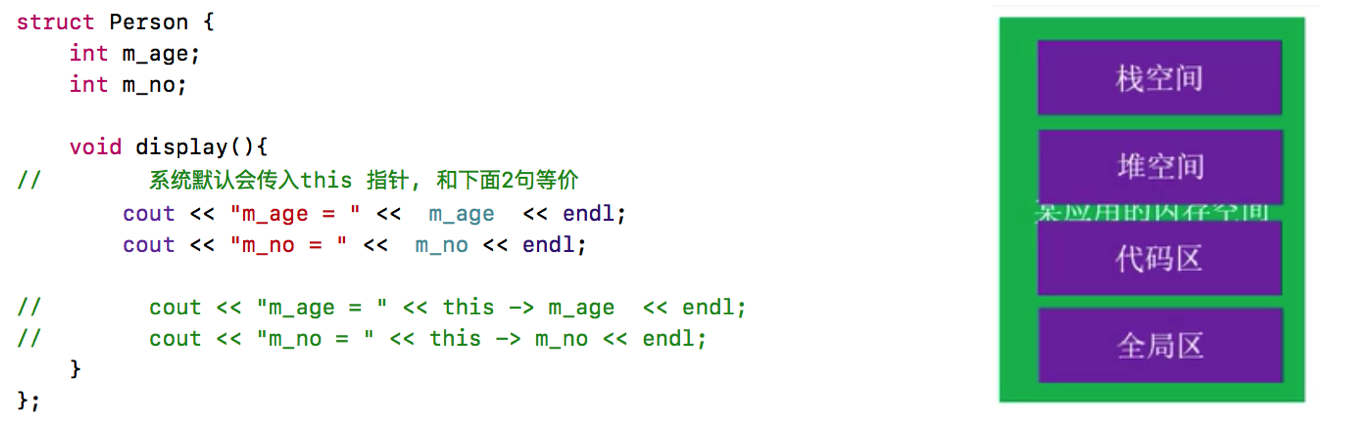 struct Person {
    int m_age;
    int m_no;
    void display(){
//        系统默认会传入this 指针, 和下面2句等价
        cout << "m_age = " <<  m_age  << endl;
        cout << "m_no = " <<  m_no << endl;
//        cout << "m_age = " << this -> m_age  << endl;
//        cout << "m_no = " << this -> m_no << endl;
    }
};
栈空间
堆空间
某应用的内存空间
代码区
全局区